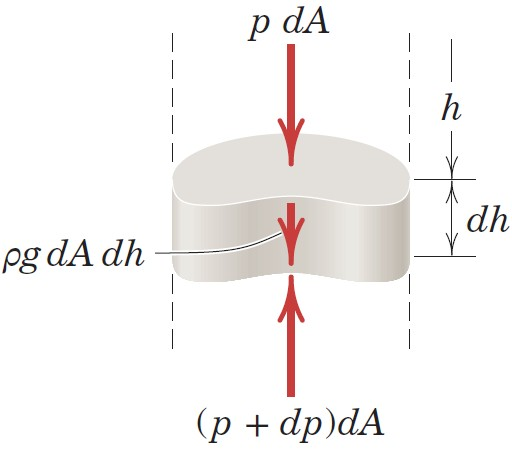 p dA
h
dh
ρg dA dh
(p + dp)dA